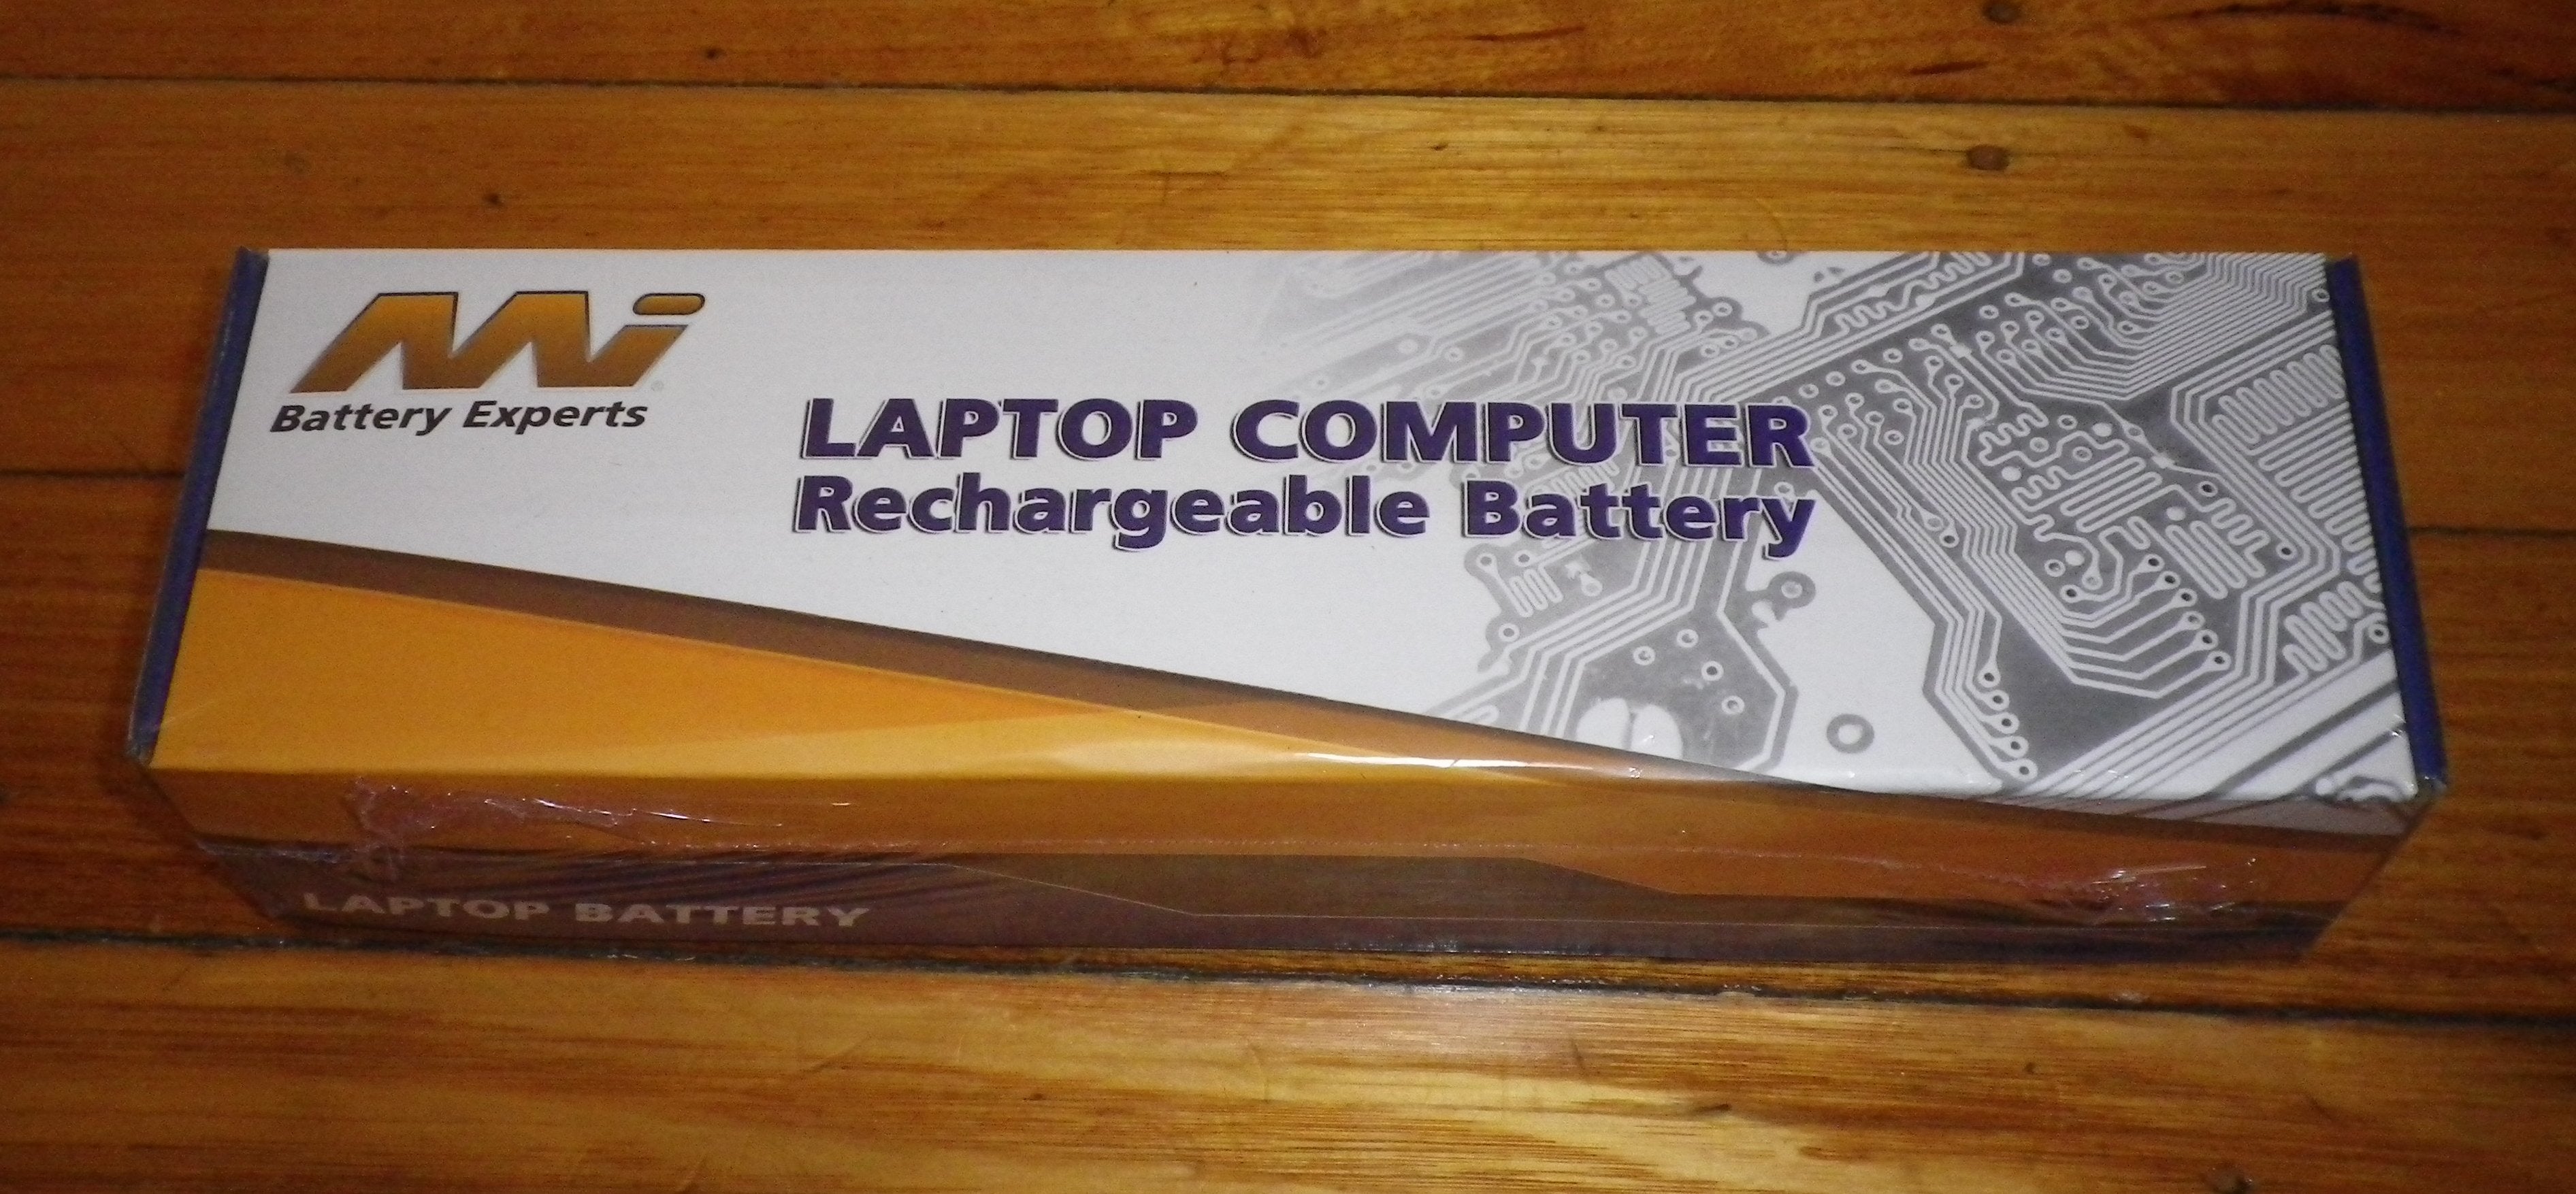 Mi
Battery Experts
LAPTOP COMPUTER
Rechargeable Battery
LAPTOP BATTERY